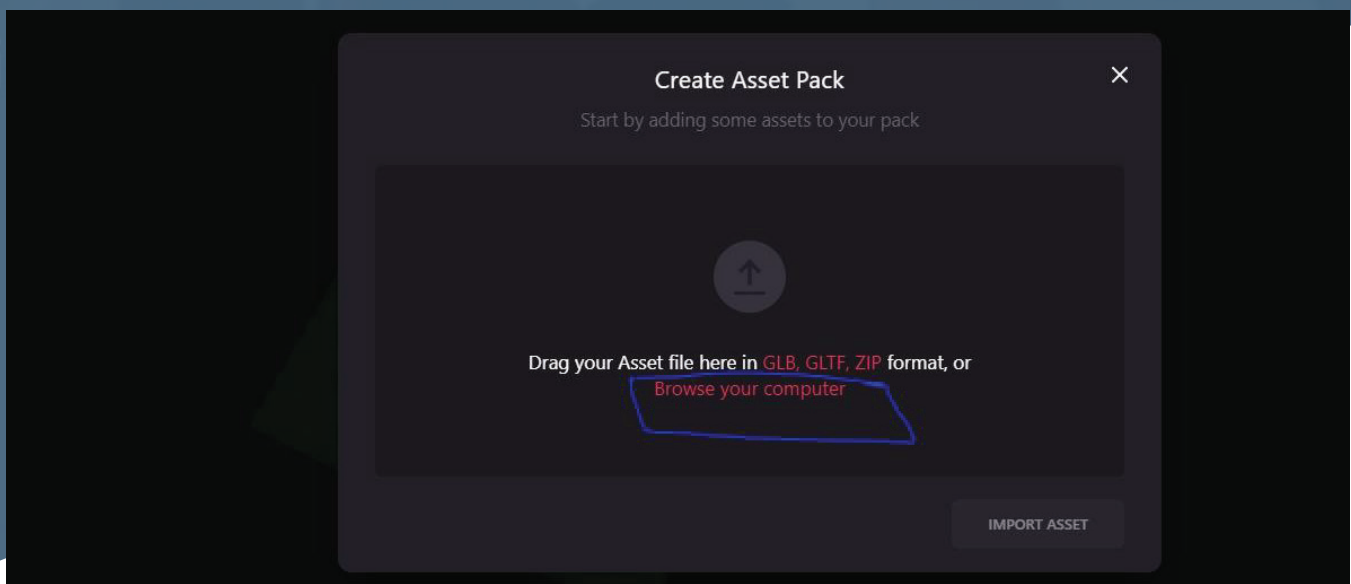 Create Asset Pack
Start by adding some assets to your pack
Drag your Asset file here in GLB, GLTF, ZIP format, or
Browse your computer
IMPORT ASSET